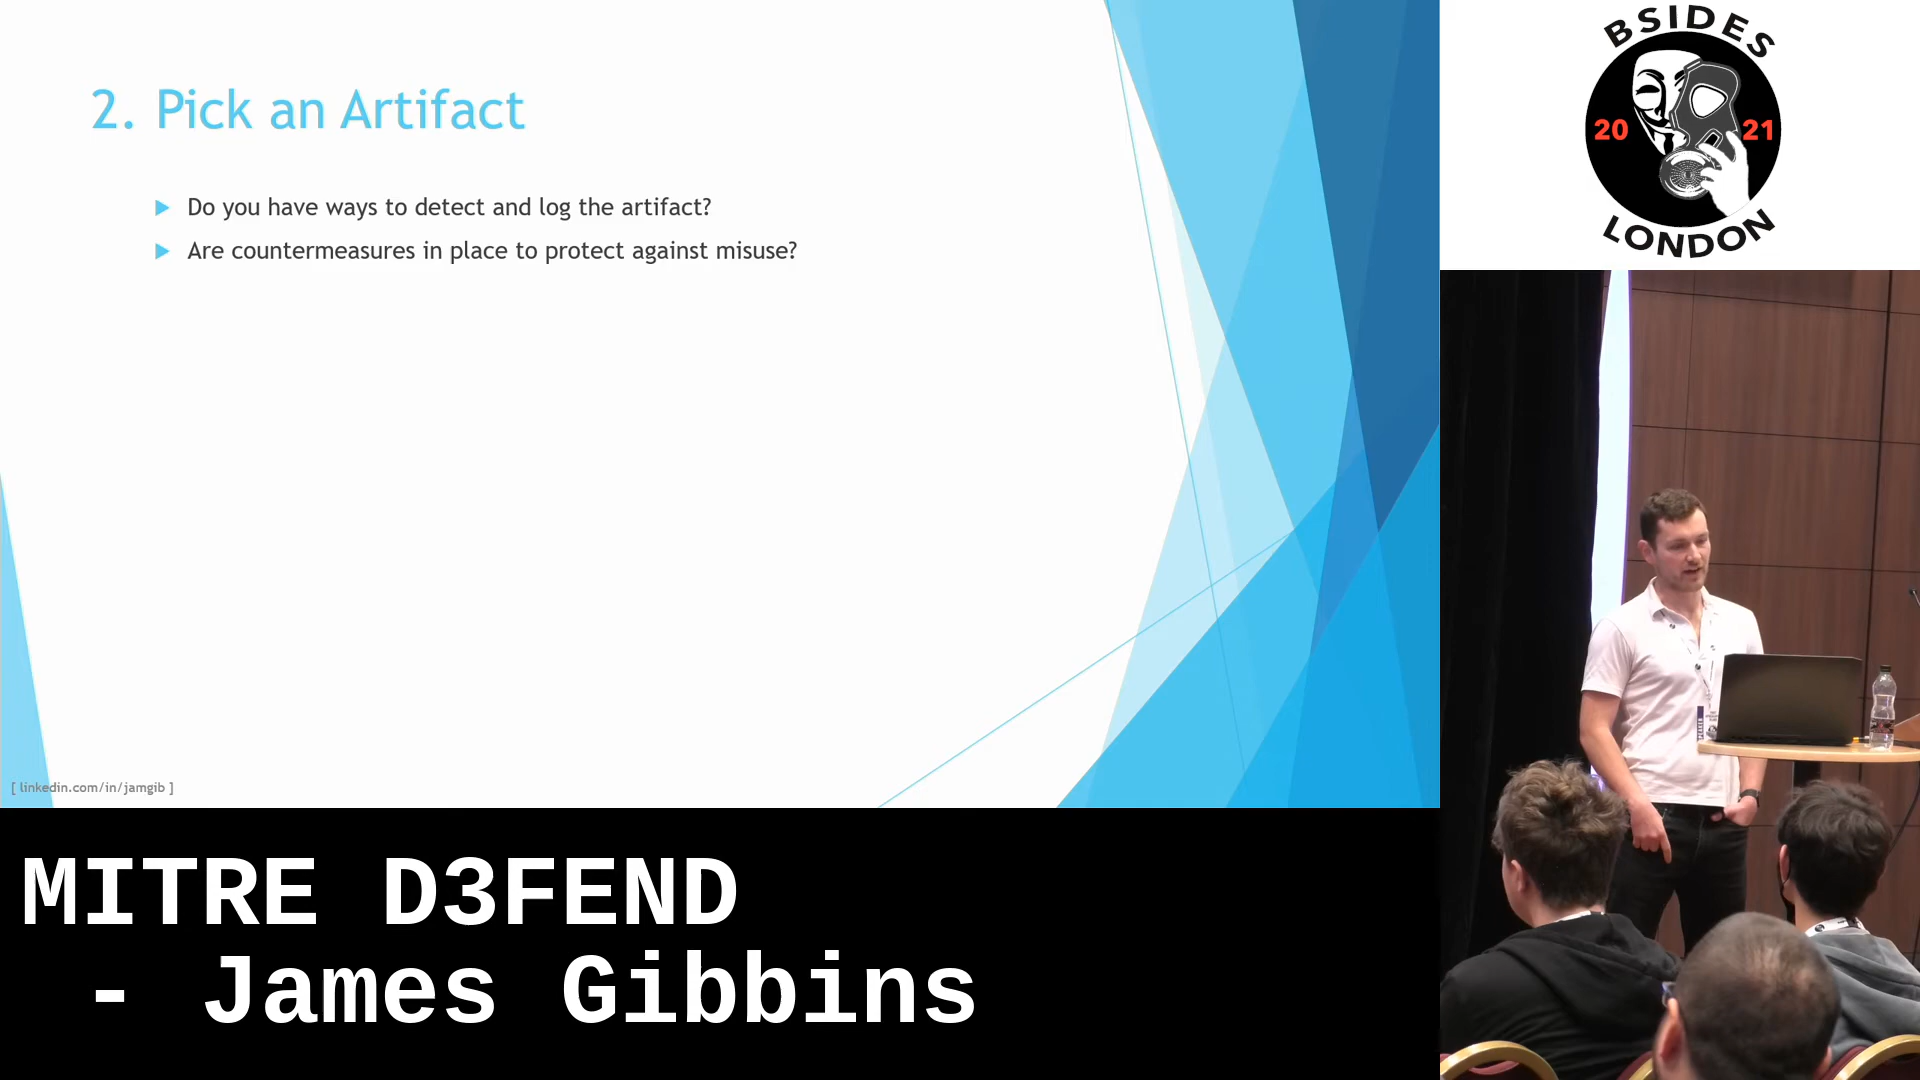 2. Pick an Artifact
Do you have ways to detect and log the artifact?
Are countermeasures in place to protect against misuse?
[ linkedin.com/in/jamgib ]
MITRE D3FEND
- James Gibbins
BSIDES
20 21
LONDON